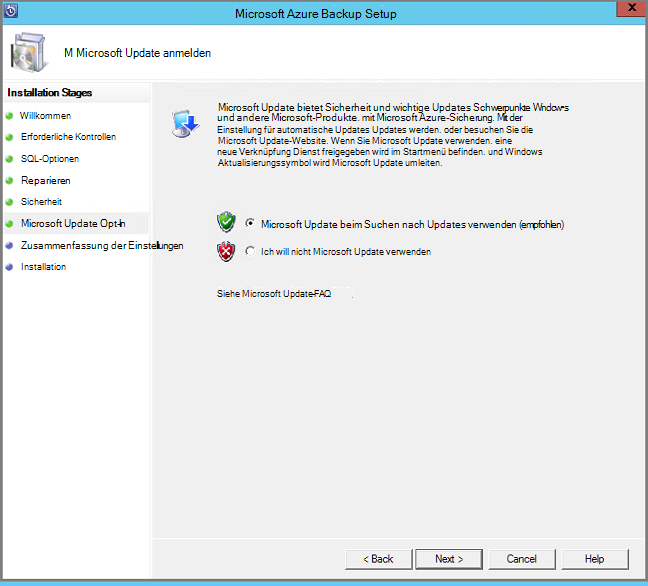 Microsoft Azure Backup Setup
X
M Microsoft Update anmelden
Installation Stages
Willkommen
Erforderliche Kontrollen
SQL-Optionen
Reparieren
Sicherheit
Microsoft Update Opt-In
Zusammenfassung der Einstellungen
Installation
Microsoft Update bietet Sicherheit und wichtige Updates Schwerpunkte Windows
und andere Microsoft-Produkte. mit Microsoft Azure-Sicherung. Mit der
Einstellung für automatische Updates Updates werden. oder besuchen Sie die
Microsoft Update-Website. Wenn Sie Microsoft Update verwenden. eine
neue Verknüpfung Dienst freigegeben wird im Startmenü befinden. und Windows
Aktualisierungssymbol wird Microsoft Update umleiten.
Microsoft Update beim Suchen nach Updates verwenden (empfohlen)
Ich will nicht Microsoft Update verwenden
Siehe Microsoft Update-FAQ
< Back
Next >
Cancel
Help